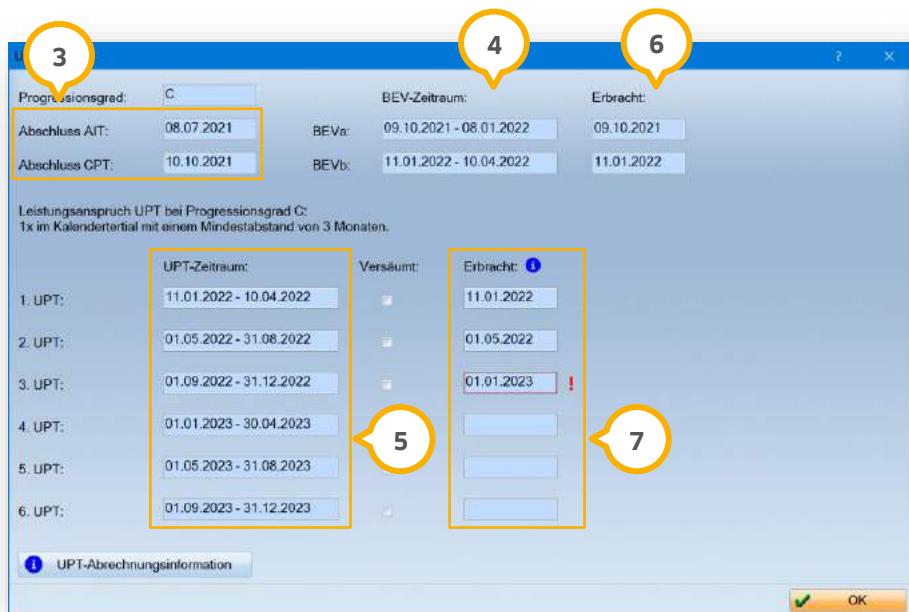 3
4
6
U
?
×
Progressionsgrad: C BEV-Zeitraum: Erbracht:
Abschluss AIT: 08.07.2021 BEVa: 09.10.2021 - 08.01.2022 09.10.2021
Abschluss CPT: 10.10.2021 BEVb: 11.01.2022 - 10.04.2022 11.01.2022
Leistungsanspruch UPT bei Progressionsgrad C:
1x im Kalendertertial mit einem Mindestabstand von 3 Monaten.
UPT-Zeitraum: Versäumt: Erbracht: i
1. UPT: 11.01.2022 - 10.04.2022 11.01.2022
2. UPT: 01.05.2022 - 31.08.2022 01.05.2022
3. UPT: 01.09.2022 - 31.12.2022 01.01.2023 !
4. UPT: 01.01.2023 - 30.04.2023
5
7
5. UPT: 01.05.2023 - 31.08.2023
6. UPT: 01.09.2023 - 31.12.2023
i UPT-Abrechnungsinformation
OK